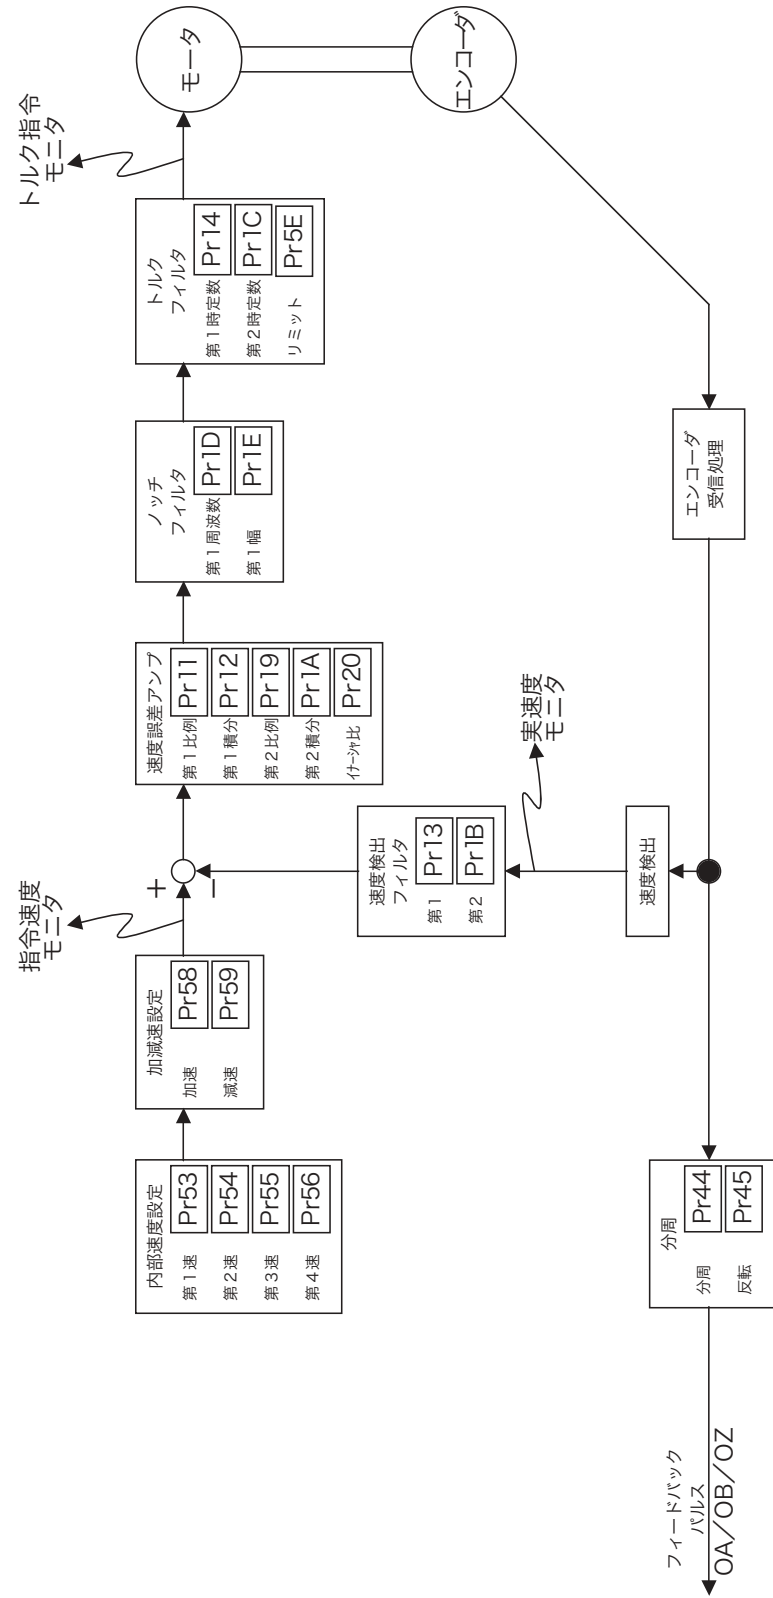 内部速度設定
第1速 Pr53
第2速 Pr54
第3速 Pr55
第4速 Pr56
加減速設定
加速 Pr58
減速 Pr59
指令速度
モニタ
+
−
速度誤差アンプ
第1比例 Pr11
第1積分 Pr12
第2比例 Pr19
第2積分 Pr1A
イナーシャ比 Pr20
ノッチ
フィルタ
第1周波数 Pr1D
第1幅 Pr1E
トルク
フィルタ
第1時定数 Pr14
第2時定数 Pr1C
リミット Pr5E
トルク指令
モニタ
モータ
エンコーダ
速度検出
フィルタ
第1 Pr13
第2 Pr1B
実速度
モニタ
速度検出
エンコーダ
受信処理
分周
分周 Pr44
反転 Pr45
フィードバック
パルス
OA/OB/OZ